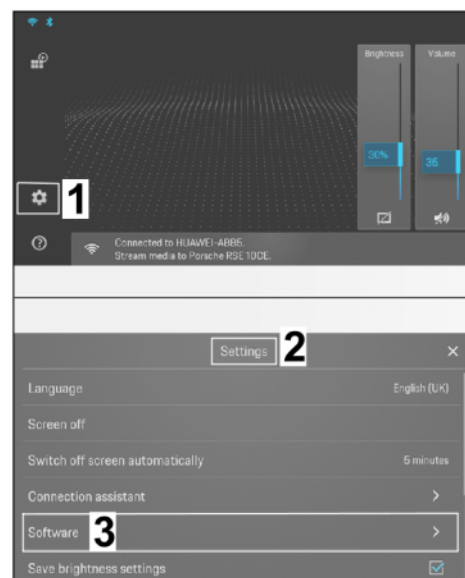 Brightness
Volume
30%
35
1
Connected to HUAWEI-ABB5.
Stream media to Porsche RSE 10CE.
Settings
2
Language
English (UK)
Screen off
Switch off screen automatically
5 minutes
Connection assistant
Software
3
Save brightness settings